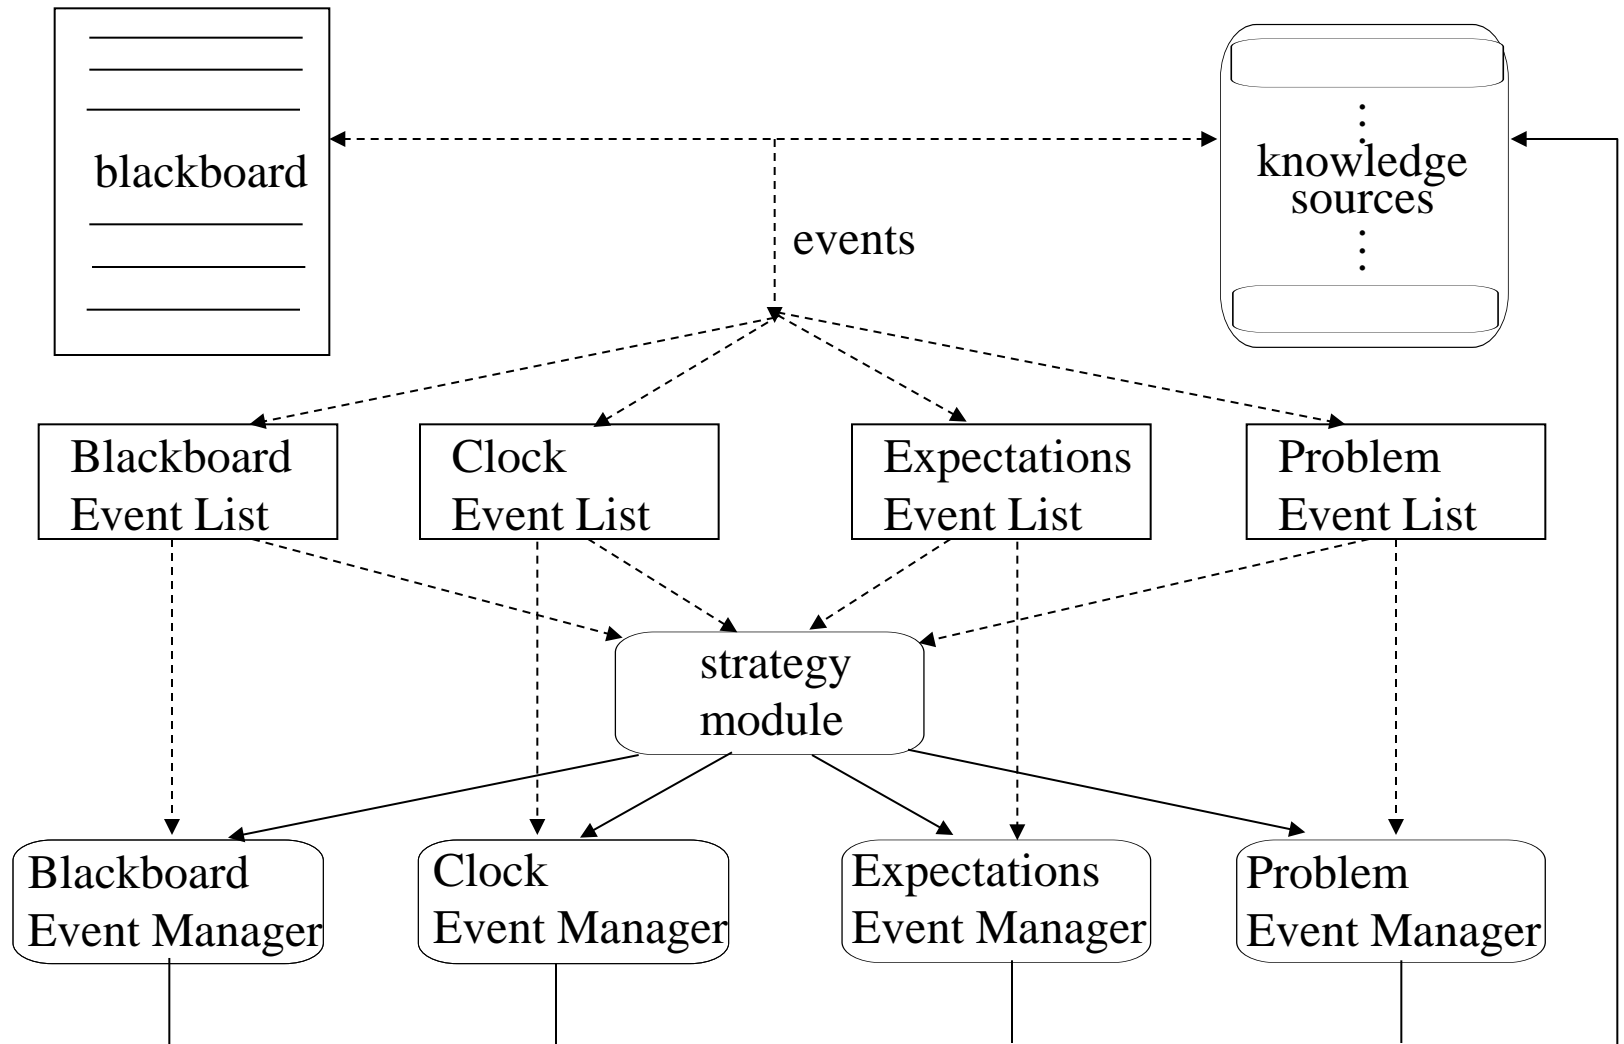 blackboard
knowledge
sources
events
Blackboard
Event List
Clock
Event List
Expectations
Event List
Problem
Event List
strategy
module
Blackboard
Event Manager
Clock
Event Manager
Expectations
Event Manager
Problem
Event Manager